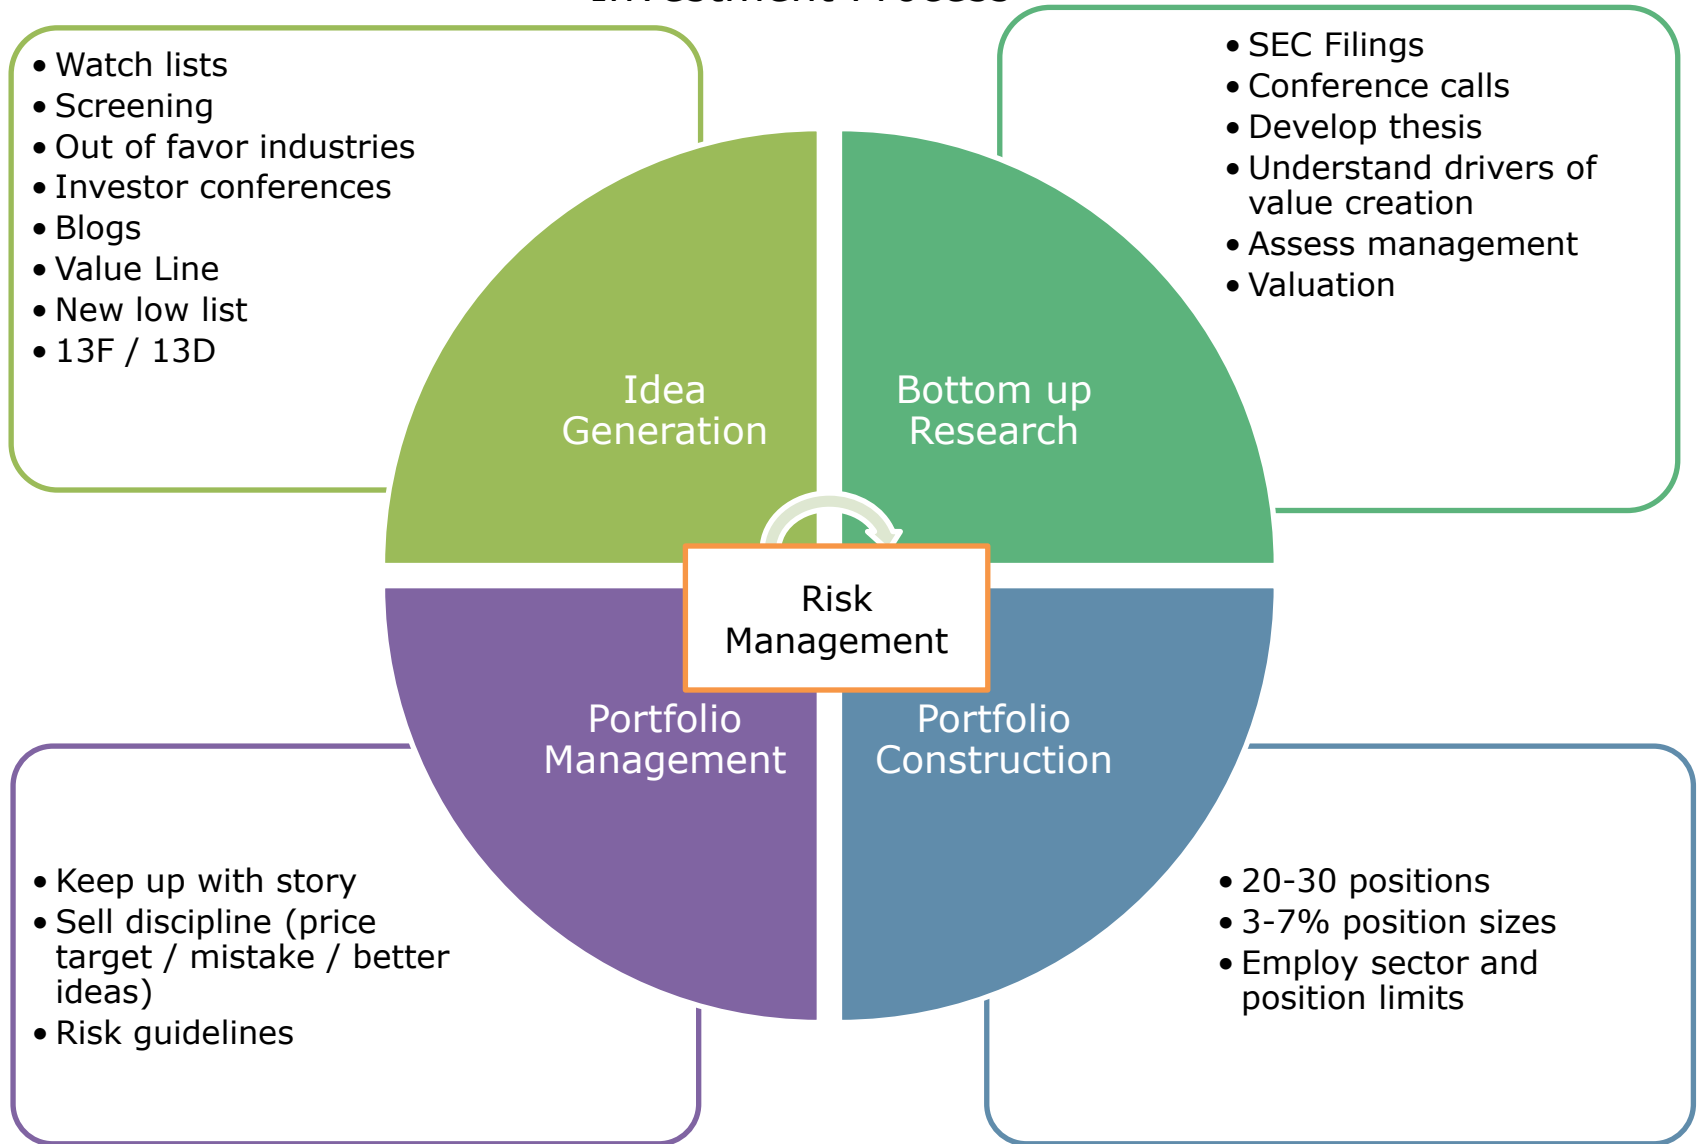 Investment Process
• Watch lists
• Screening
• Out of favor industries
• Investor conferences
• Blogs
• Value Line
• New low list
• 13F / 13D
• SEC Filings
• Conference calls
• Develop thesis
• Understand drivers of
value creation
• Assess management
• Valuation
Idea
Generation
Bottom up
Research
Risk
Management
Portfolio
Management
Portfolio
Construction
• Keep up with story
• Sell discipline (price
target / mistake / better
ideas)
• Risk guidelines
• 20-30 positions
• 3-7% position sizes
• Employ sector and
position limits